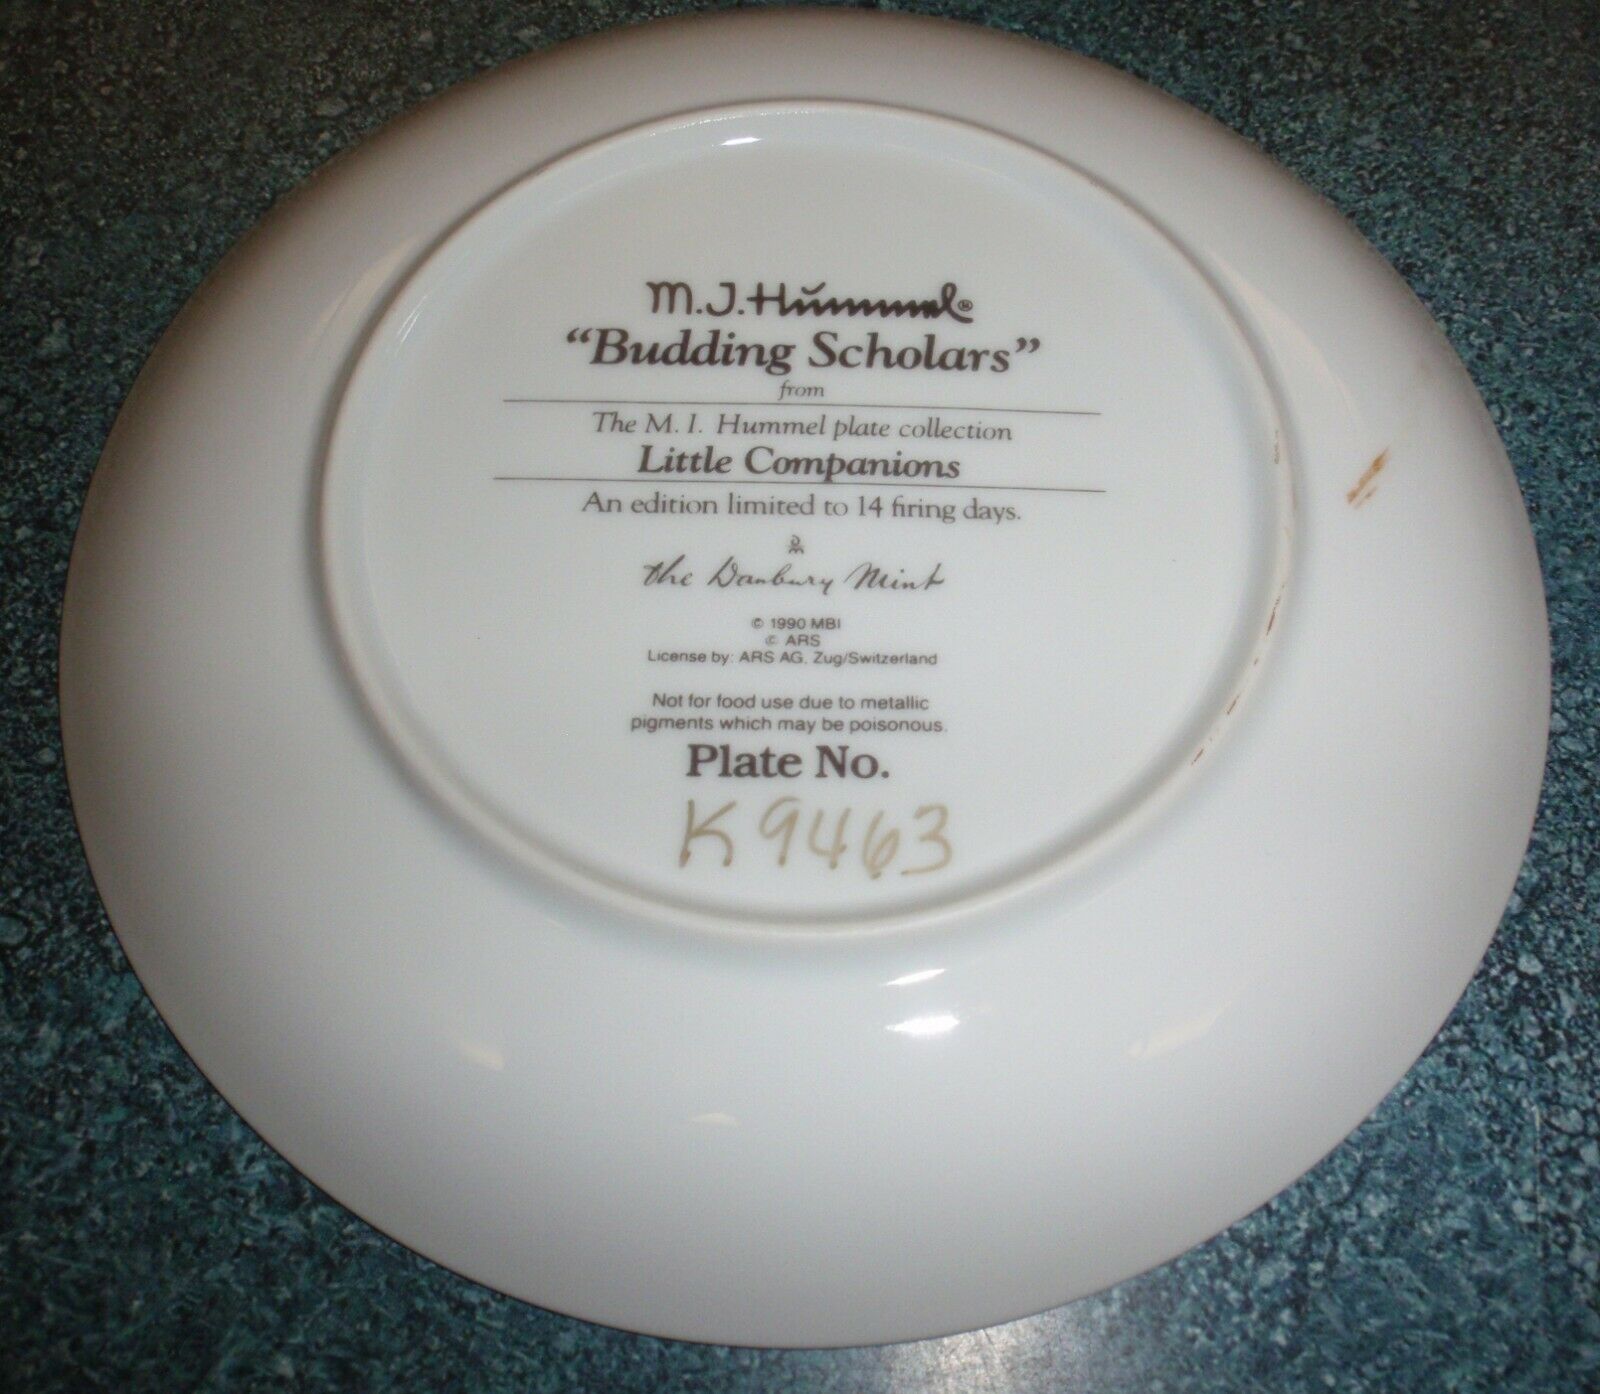 M.J. Hummel®
“Budding Scholars”
from
The M. I. Hummel plate collection
Little Companions
An edition limited to 14 firing days.
DM
the Danbury Mint
© 1990 MBI
© ARS
License by: ARS AG, Zug/Switzerland
Not for food use due to metallic
pigments which may be poisonous.
Plate No.
K9463